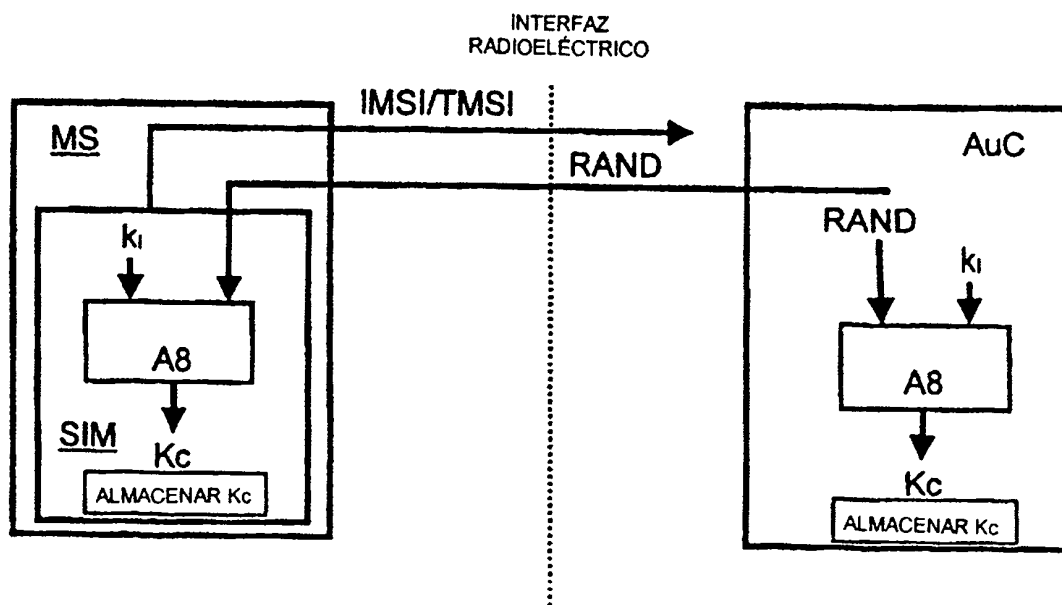 INTERFAZ
RADIOELÉCTRICO
IMSI/TMSI
MS
AuC
RAND
RAND
kI
kI
A8
A8
SIM
Kc
Kc
ALMACENAR Kc
ALMACENAR Kc